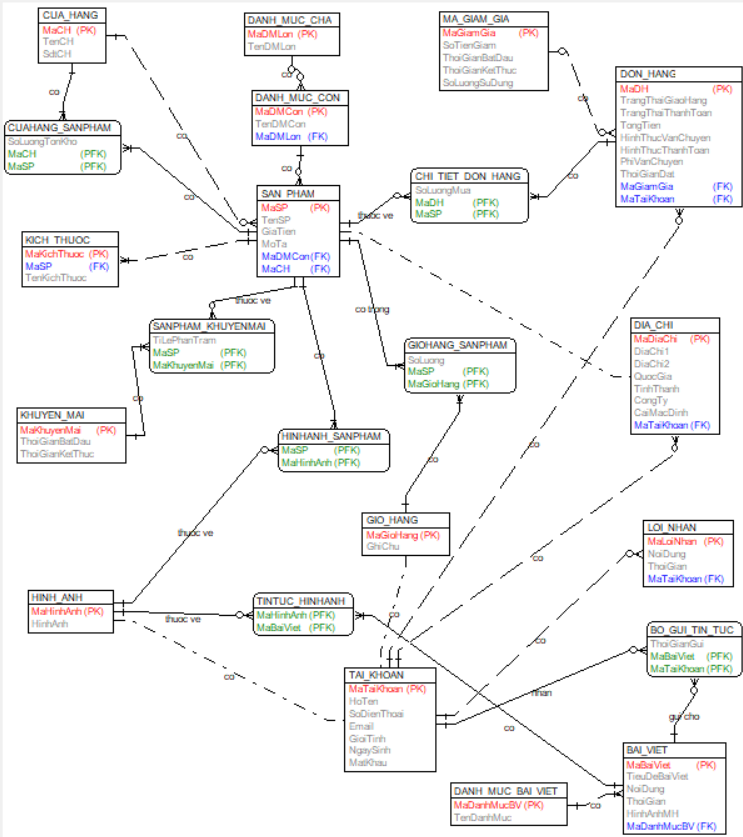 CUA_HANG
MaCH (PK)
TenCH
SdtCH
DANH_MUC_CHA
MaDMLon (PK)
TenDMLon
MA_GIAM_GIA
MaGiamGia (PK)
SoTienGiam
ThoiGianBatDau
ThoiGianKetThuc
SoLuongSuDung
DON_HANG
MaDH (PK)
TrangThaiGiaoHang
TrangThaiThanhToan
TongTien
HinhThucVanChuyen
HinhThucThanhToan
PhiVanChuyen
ThoiGianDat
MaGiamGia (FK)
MaTaiKhoan (FK)
co
co
co
co
DANH_MUC_CON
MaDMCon (PK)
TenDMCon
MaDMLon (FK)
CUAHANG_SANPHAM
SoLuongTonKho
MaCH (PFK)
MaSP (PFK)
co
co
CHI_TIET_DON_HANG
SoLuongMua
MaDH (PFK)
MaSP (PFK)
co
SAN_PHAM
MaSP (PK)
TenSP
GiaTien
MoTa
MaDMCon(FK)
MaCH (FK)
thuoc ve
KICH_THUOC
MaKichThuoc (PK)
MaSP (FK)
TenKichThuoc
co
thuoc ve
co trong
SANPHAM_KHUYENMAI
TiLePhanTram
MaSP (PFK)
MaKhuyenMai (PFK)
co
co
GIOHANG_SANPHAM
SoLuong
MaSP (PFK)
MaGioHang (PFK)
DIA_CHI
MaDiaChi (PK)
DiaChi1
DiaChi2
QuocGia
TinhThanh
CongTy
CaiMacDinh
MaTaiKhoan (FK)
KHUYEN_MAI
MaKhuyenMai (PK)
ThoiGianBatDau
ThoiGianKetThuc
HINHANH_SANPHAM
MaSP (PFK)
MaHinhAnh (PFK)
co
co
thuoc ve
GIO_HANG
MaGioHang (PK)
GhiChu
LOI_NHAN
MaLoiNhan (PK)
NoiDung
ThoiGian
MaTaiKhoan (FK)
co
HINH_ANH
MaHinhAnh (PK)
HinhAnh
thuoc ve
TINTUC_HINHANH
MaHinhAnh (PFK)
MaBaiViet (PFK)
co
co
BO_GUI_TIN_TUC
ThoiGianGui
MaBaiViet (PFK)
MaTaiKhoan (PFK)
co
TAI_KHOAN
MaTaiKhoan (PK)
HoTen
SoDienThoai
Email
GioiTinh
NgaySinh
MatKhau
nhan
co
gui cho
BAI_VIET
MaBaiViet (PK)
TieuDeBaiViet
NoiDung
ThoiGian
HinhAnhMH
MaDanhMucBV (FK)
DANH_MUC_BAI_VIET
MaDanhMucBV (PK)
TenDanhMuc
co